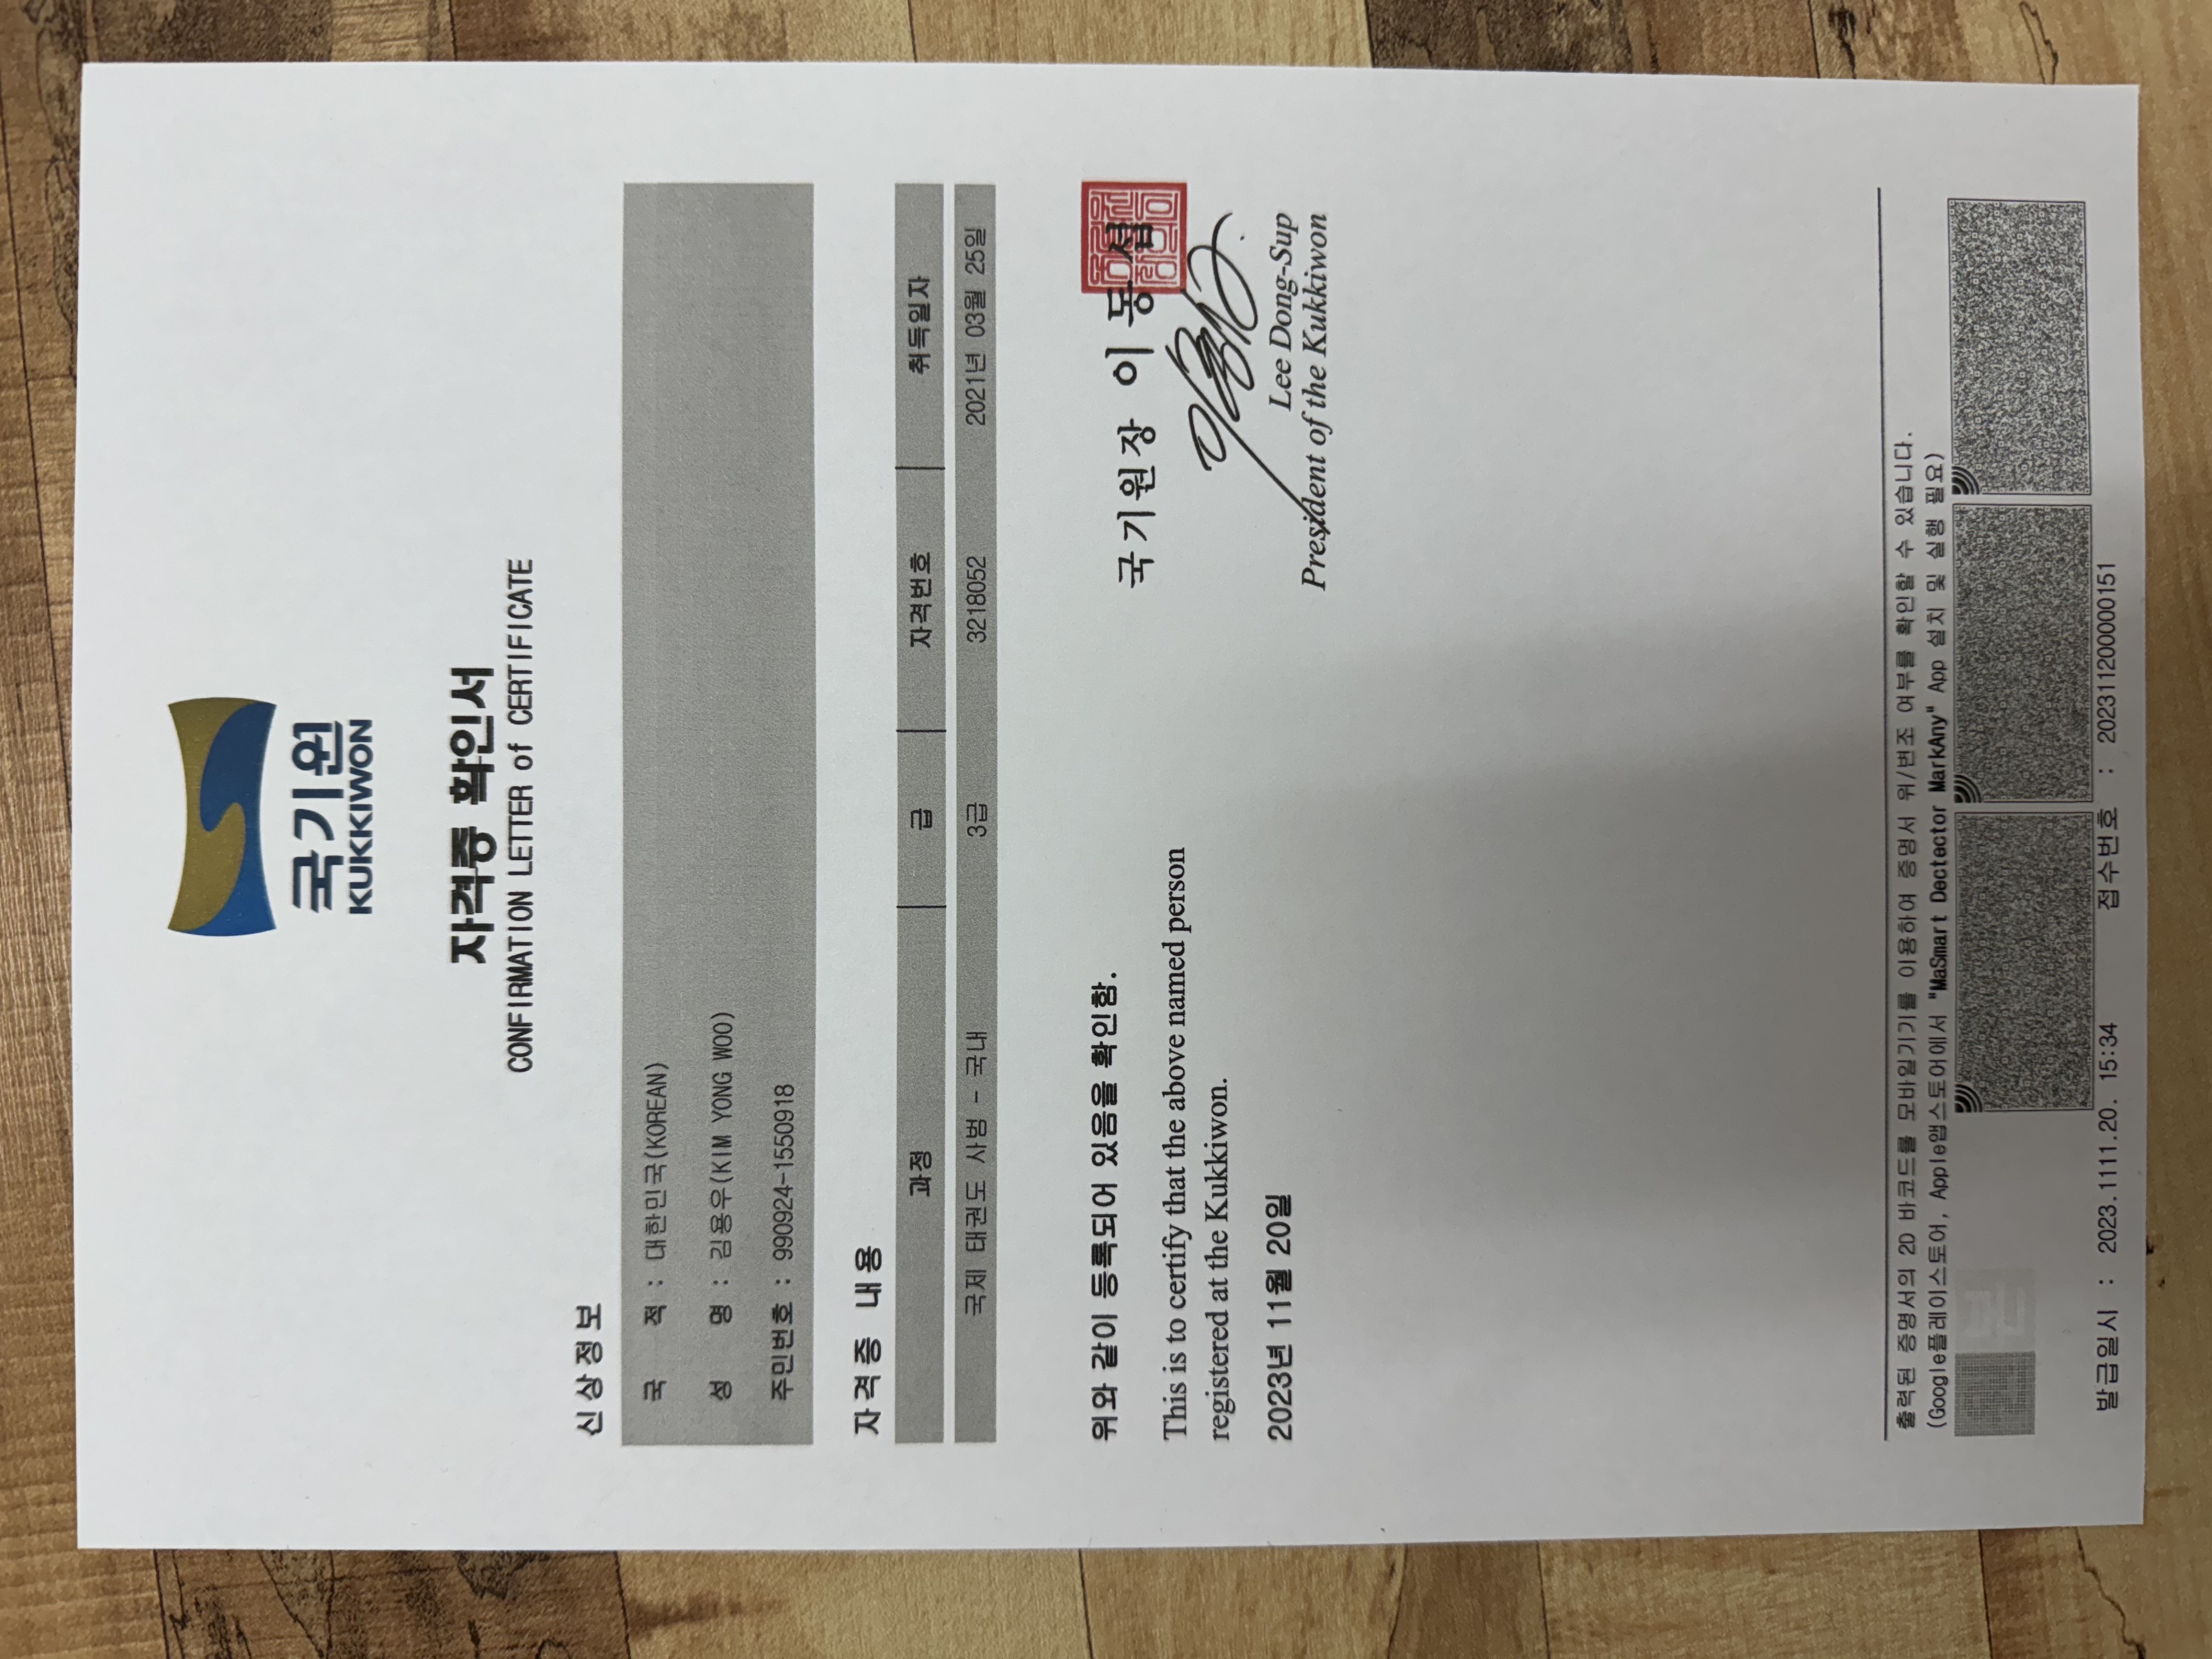 국기원
KUKKIWON
자격증 확인서
CONFIRMATION LETTER of CERTIFICATE
신상정보
국 적 : 대한민국(KOREAN)
성 명 : 김용우(KIM YONG WOO)
주민번호 : 990924-1550918
자격증 내용
과정 급 자격번호 취득일자
국제 태권도 사범 - 국내 3급 3218052 2021년 03월 25일
위와 같이 등록되어 있음을 확인함.
This is to certify that the above named person
registered at the Kukkiwon.
2023년 11월 20일
국기원장 이 동 섭
Lee Dong-Sup
President of the Kukkiwon
출력된 증명서의 2D 바코드를 모바일기기를 이용하여 증명서 위/변조 여부를 확인할 수 있습니다.
(Google플레이스토어, Apple앱스토어에서 "MaSmart Dectector MarkAny" App 설치 및 실행 필요)
발급일시 : 2023.1111.20. 15:34 접수번호 : 20231120000151